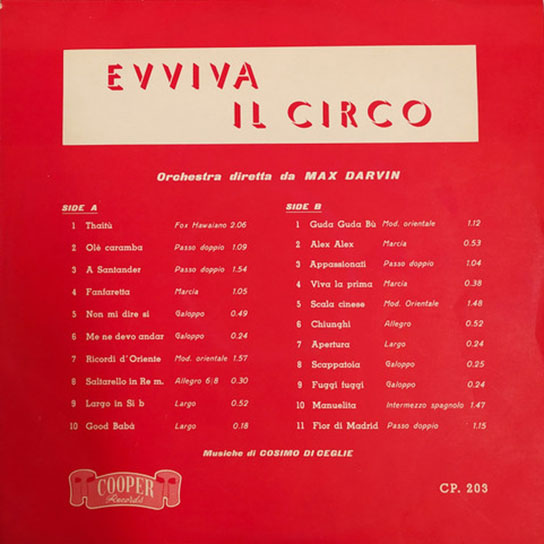 EVVIVA
IL CIRCO
Orchestra diretta da MAX DARVIN
SIDE A
1 Thaitù Fox Hawaiano 2.06
2 Olè caramba Passo doppio 1.09
3 A Santander Passo doppio 1.54
4 Fanfaretta Marcia 1.05
5 Non mi dire si Galoppo 0.49
6 Me ne devo andar Galoppo 0.24
7 Ricordi d'Oriente Mod. orientale 1.57
8 Saltarello in Re m. Allegro 6/8 0.30
9 Largo in Si b Largo 0.52
10 Good Babà Largo 0.18
SIDE B
1 Guda Guda Bù Mod. orientale 1.12
2 Alex Alex Marcia 0.53
3 Appassionati Passo doppio 1.04
4 Viva la prima Marcia 0.38
5 Scala cinese Mod. Orientale 1.48
6 Chiunghi Allegro 0.52
7 Apertura Largo 0.24
8 Scappatoia Galoppo 0.25
9 Fuggi fuggi Galoppo 0.24
10 Manuelita Intermezzo spagnolo 1.47
11 Fior di Madrid Passo doppio 1.15
Musiche di COSIMO DI CEGLIE
COOPER
Records
CP. 203